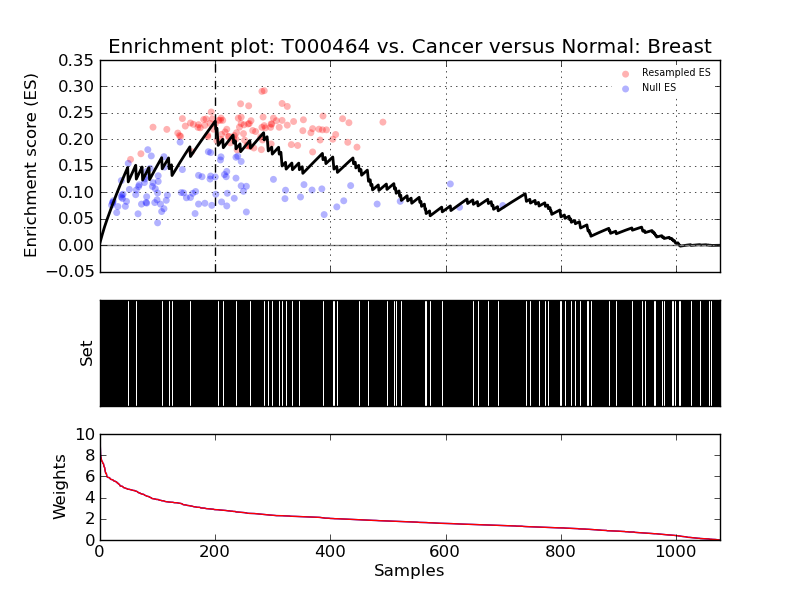 Enrichment plot: T000464 vs. Cancer versus Normal: Breast
Enrichment score (ES)
0.35
0.30
0.25
0.20
0.15
0.10
0.05
0.00
−0.05
Resampled ES
Null ES
Set
Weights
10
8
6
4
2
0
0 200 400 600 800 1000
Samples